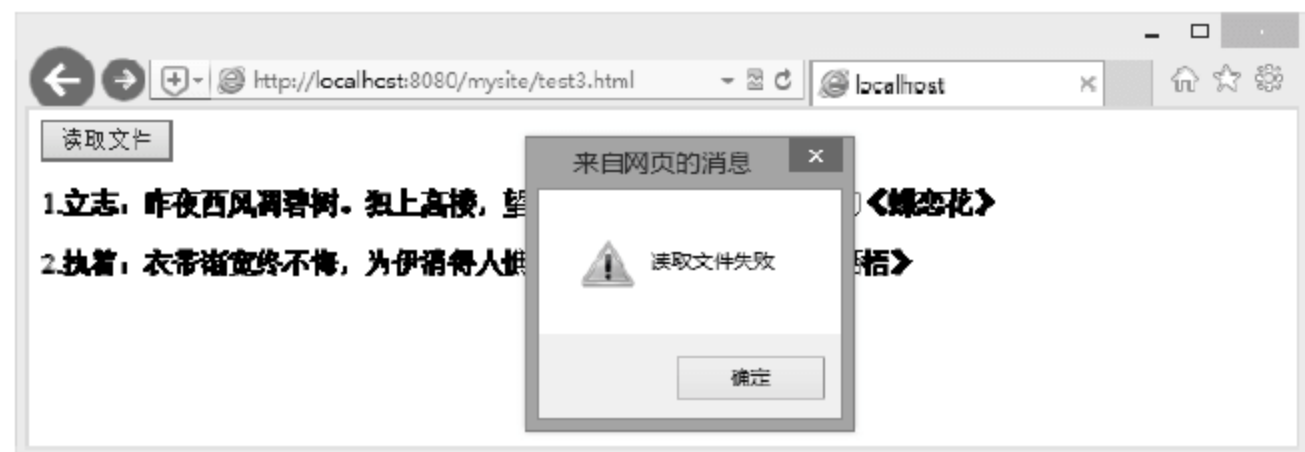 http://localhost:8080/mysite/test3.html
localhost
读取文件
来自网页的消息
1.立志：昨夜西风凋碧树。独上高楼，望
《蝶恋花》
读取文件失败
2.执着：衣带渐宽终不悔，为伊消得人憔
悟》
确定